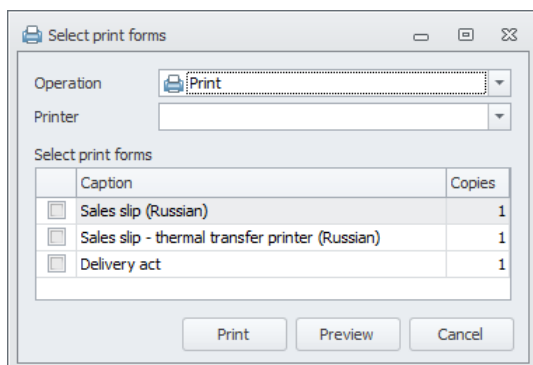 Select print forms
Operation Print
Printer
Select print forms
Caption Copies
Sales slip (Russian) 1
Sales slip - thermal transfer printer (Russian) 1
Delivery act 1
Print Preview Cancel